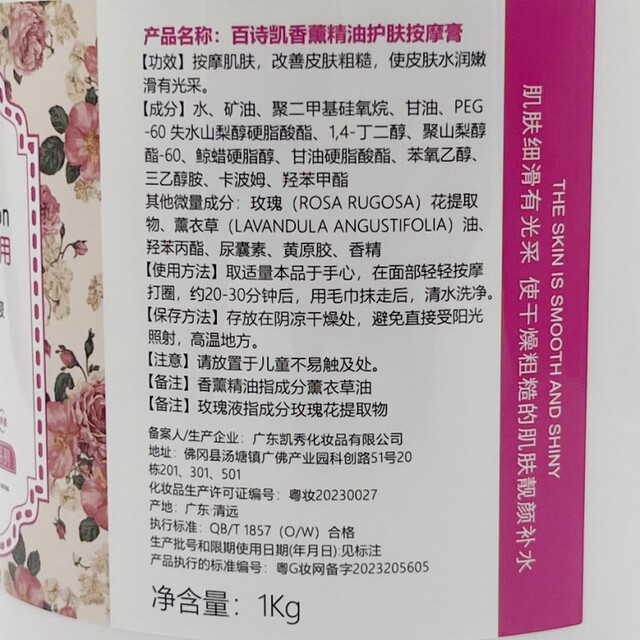 产品名称：百诗凯香薰精油护肤按摩膏
【功效】按摩肌肤，改善皮肤粗糙，使皮肤水润嫩
滑有光采。
【成分】水、矿油、聚二甲基硅氧烷、甘油、PEG
-60 失水山梨醇硬脂酸酯、1,4-丁二醇、聚山梨醇
酯-60、鲸蜡硬脂醇、甘油硬脂酸酯、苯氧乙醇、
三乙醇胺、卡波姆、羟苯甲酯
其他微量成分：玫瑰（ROSA RUGOSA）花提取
物、薰衣草（LAVANDULA ANGUSTIFOLIA）油、
羟苯丙酯、尿囊素、黄原胶、香精
【使用方法】取适量本品于手心，在面部轻轻按摩
打圈，约20-30分钟后，用毛巾抹走后，清水洗净。
【保存方法】存放在阴凉干燥处，避免直接受阳光
照射，高温地方。
【注意】请放置于儿童不易触及处。
【备注】香薰精油指成分薰衣草油
【备注】玫瑰液指成分玫瑰花提取物
备案人/生产企业：广东凯秀化妆品有限公司
地址：佛冈县汤塘镇广佛产业园科创路51号20
栋201、301、501
化妆品生产许可证编号：粤妆20230027
产地：广东·清远
执行标准：QB/T 1857（O/W）合格
生产批号和限期使用日期(年月日):见标注
产品执行的标准编号：粤G妆网备字2023205605
净含量：1Kg
THE SKIN IS SMOOTH AND SHINY
肌肤细滑有光采 使干燥粗糙的肌肤靓颜补水
on
用